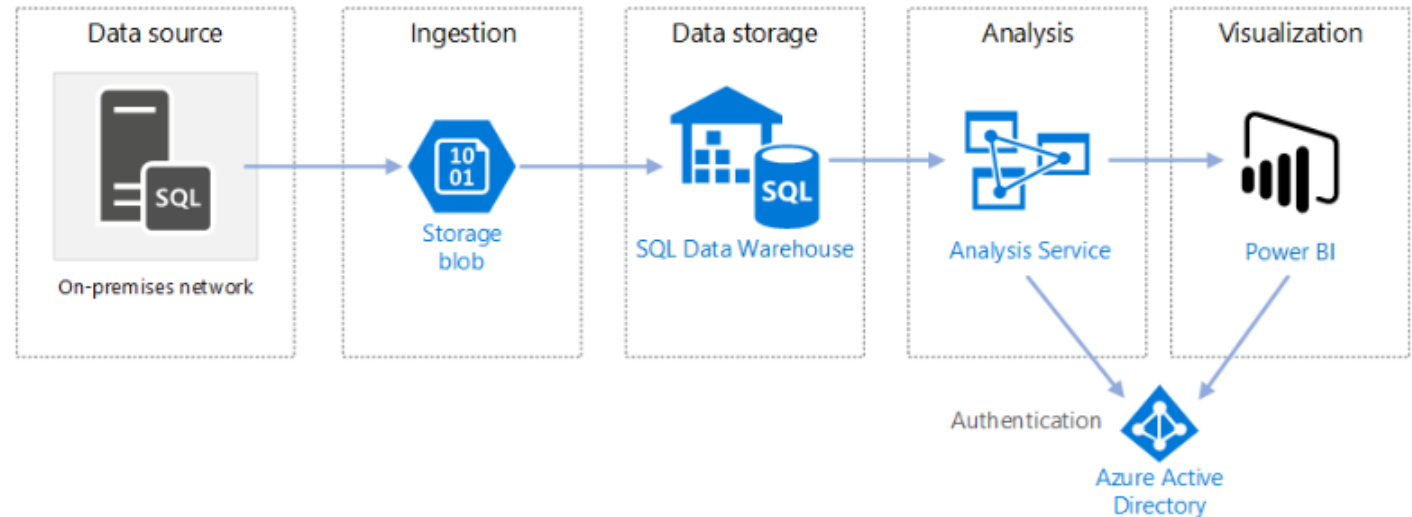 Data source
Ingestion
Data storage
Analysis
Visualization
SQL
On-premises network
10
01
Storage
blob
SQL
SQL Data Warehouse
Analysis Service
Power BI
Authentication
Azure Active
Directory